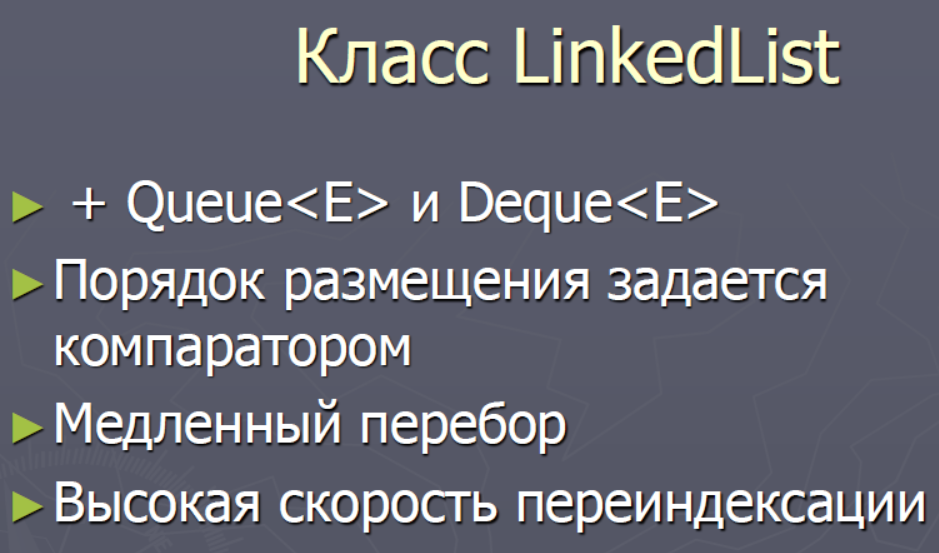 Класс LinkedList
+ Queue<E> и Deque<E>
Порядок размещения задается
компаратором
Медленный перебор
Высокая скорость переиндексации